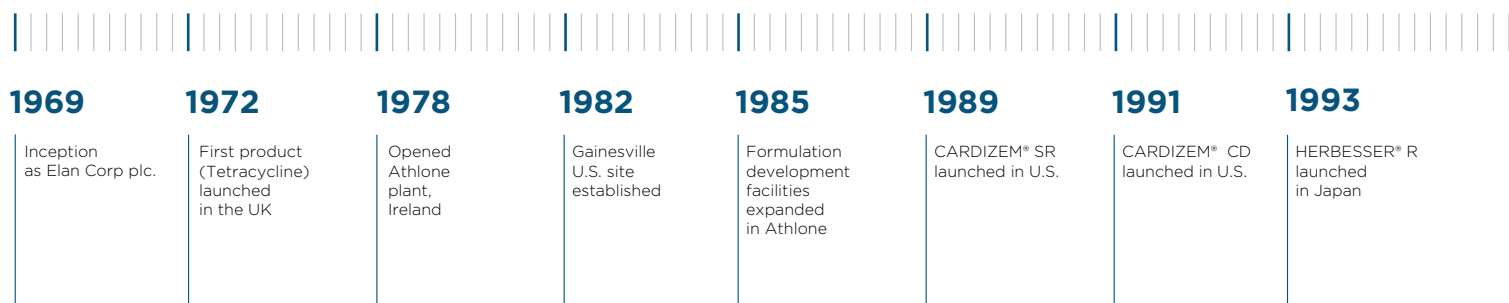 1969
Inception
as Elan Corp plc.
1972
First product
(Tetracycline)
launched
in the UK
1978
Opened
Athlone
plant,
Ireland
1982
Gainesville
U.S. site
established
1985
Formulation
development
facilities
expanded
in Athlone
1989
CARDIZEM® SR
launched in U.S.
1991
CARDIZEM® CD
launched in U.S.
1993
HERBESSER® R
launched
in Japan